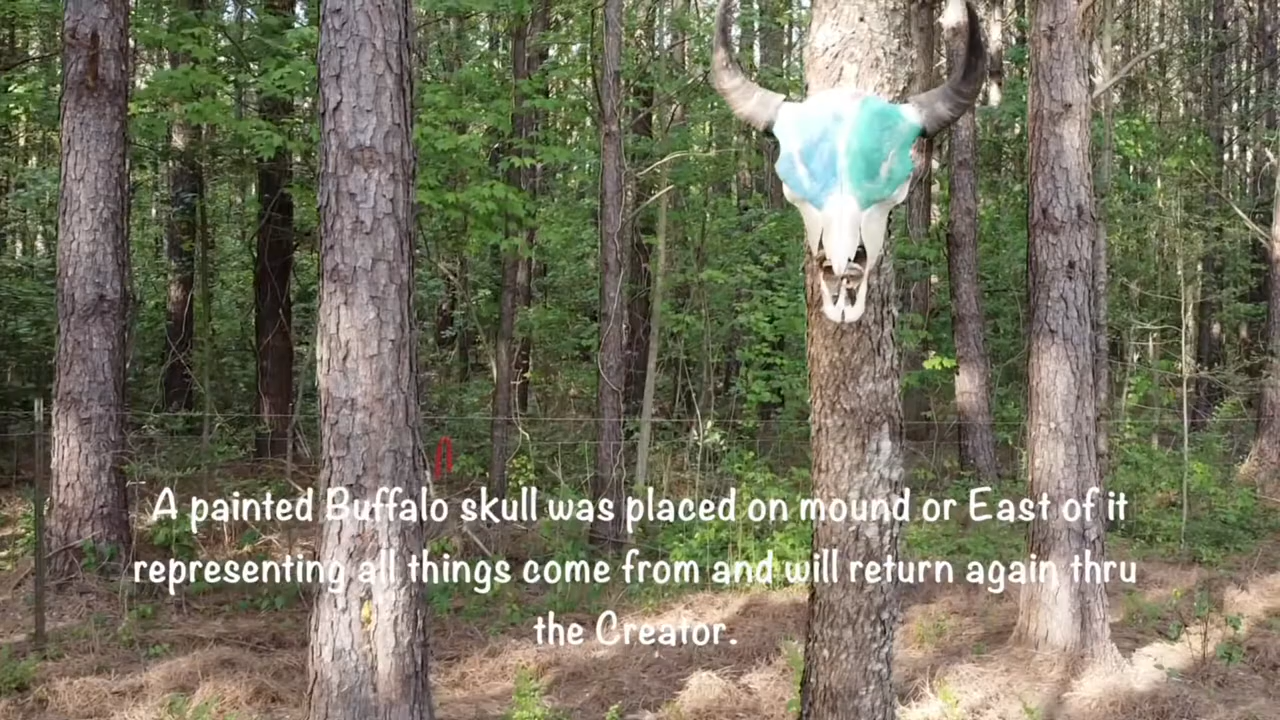 A painted Buffalo skull was placed on mound or East of it
representing all things come from and will return again thru
the Creator.